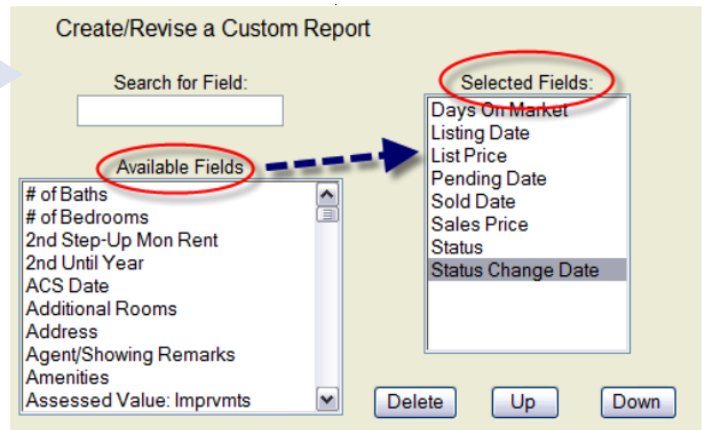 Create/Revise a Custom Report
Search for Field:
Available Fields
# of Baths
# of Bedrooms
2nd Step-Up Mon Rent
2nd Until Year
ACS Date
Additional Rooms
Address
Agent/Showing Remarks
Amenities
Assessed Value: Imprvmts
Selected Fields:
Days On Market
Listing Date
List Price
Pending Date
Sold Date
Sales Price
Status
Status Change Date
Delete
Up
Down